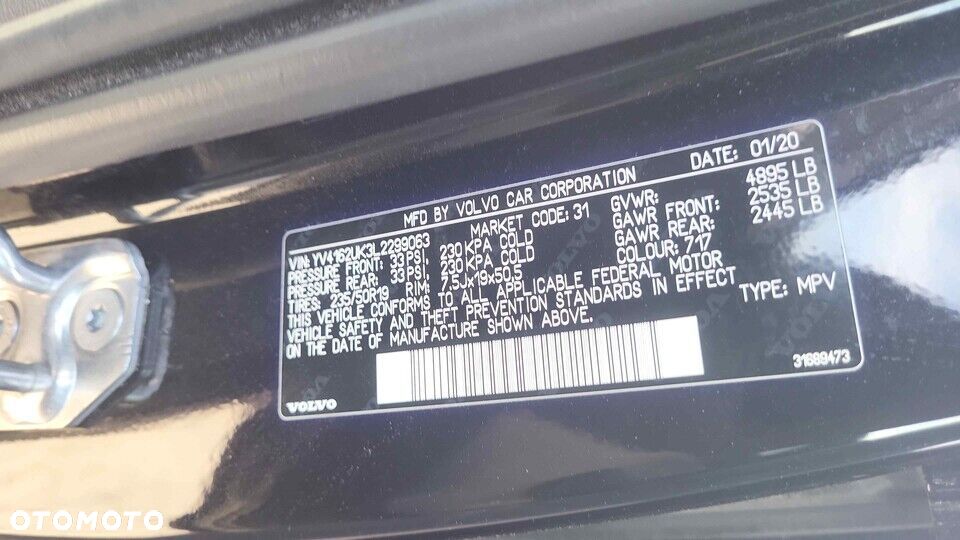 DATE: 01/20
MFD BY VOLVO CAR CORPORATION
GVWR: 4895 LB
VIN: YV4162UK3L2299063 MARKET CODE: 31 GAWR FRONT: 2535 LB
PRESSURE FRONT: 33 PSI, 230 KPA COLD GAWR REAR: 2445 LB
PRESSURE REAR: 33 PSI, 230 KPA COLD COLOUR: 717
TIRES: 235/50R19 RIM: 7.5Jx19x50.5
THIS VEHICLE CONFORMS TO ALL APPLICABLE FEDERAL MOTOR
VEHICLE SAFETY AND THEFT PREVENTION STANDARDS IN EFFECT
ON THE DATE OF MANUFACTURE SHOWN ABOVE. TYPE: MPV
31689473
VOLVO
OTOMOTO